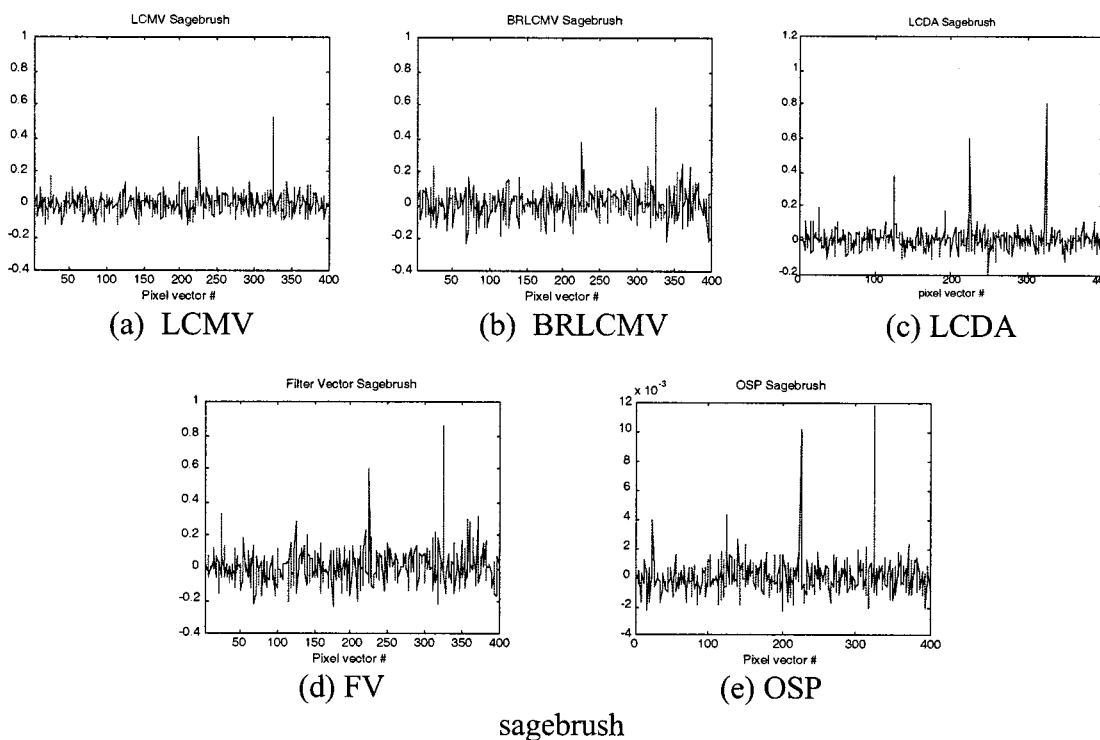 LCMV Sagebrush
1
0.8
0.6
0.4
0.2
0
-0.2
-0.4
50 100 150 200 250 300 350 400
Pixel vector #
(a) LCMV
BRLCMV Sagebrush
1
0.8
0.6
0.4
0.2
0
-0.2
-0.4
50 100 150 200 250 300 350 400
Pixel vector #
(b) BRLCMV
LCDA Sagebrush
1.2
1
0.8
0.6
0.4
0.2
0
-0.2
0 100 200 300 400
pixel vector #
(c) LCDA
Filter Vector Sagebrush
1
0.8
0.6
0.4
0.2
0
-0.2
-0.4
50 100 150 200 250 300 350 400
Pixel vector #
(d) FV
x 10⁻³
OSP Sagebrush
12
10
8
6
4
2
0
-2
-4
0 100 200 300 400
Pixel vector #
(e) OSP
sagebrush